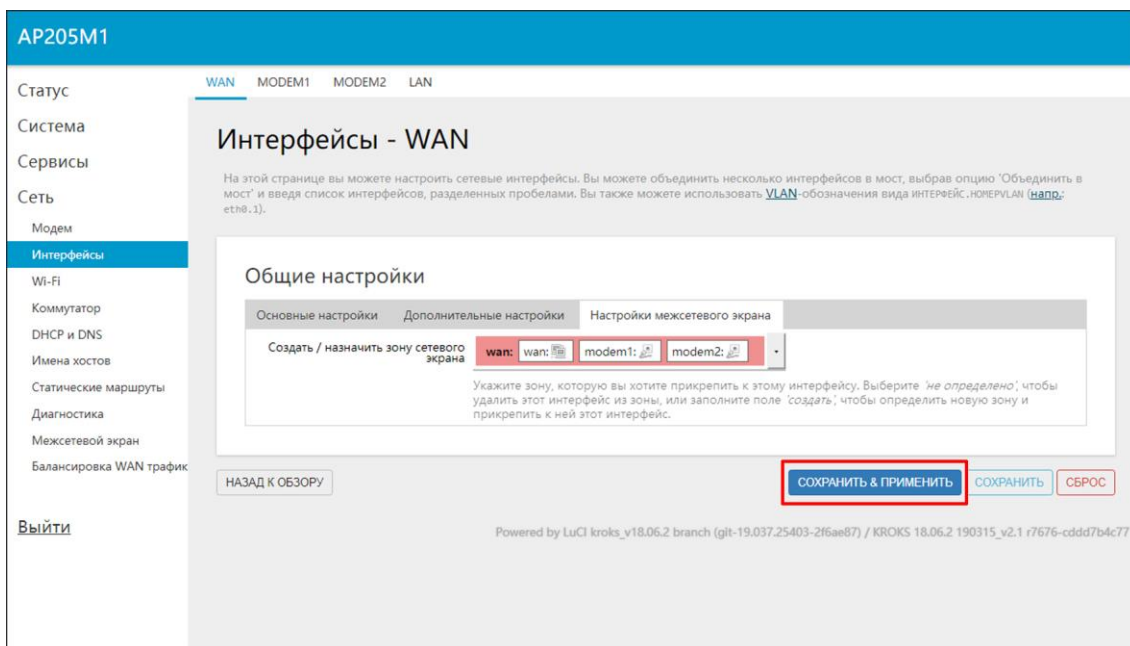 AP205M1
Статус
Система
Сервисы
Сеть
Модем
Интерфейсы
Wi-Fi
Коммутатор
DHCP и DNS
Имена хостов
Статические маршруты
Диагностика
Межсетевой экран
Балансировка WAN трафик
Выйти
WAN MODEM1 MODEM2 LAN
Интерфейсы - WAN
На этой странице вы можете настроить сетевые интерфейсы. Вы можете объединить несколько интерфейсов в мост, выбрав опцию 'Объединить в
мост' и введя список интерфейсов, разделенных пробелами. Вы также можете использовать VLAN-обозначения вида ИНТЕРФЕЙС.НОМЕРVLAN (напр.:
eth0.1).
Общие настройки
Основные настройки Дополнительные настройки Настройки межсетевого экрана
Создать / назначить зону сетевого
экрана
wan: wan: modem1: modem2:
Укажите зону, которую вы хотите прикрепить к этому интерфейсу. Выберите 'не определено', чтобы
удалить этот интерфейс из зоны, или заполните поле 'создать', чтобы определить новую зону и
прикрепить к ней этот интерфейс.
НАЗАД К ОБЗОРУ СОХРАНИТЬ & ПРИМЕНИТЬ СОХРАНИТЬ СБРОС
Powered by LuCI kroks_v18.06.2 branch (git-19.037.25403-2f6ae87) / KROKS 18.06.2 190315_v2.1 r7676-cddd7b4c77